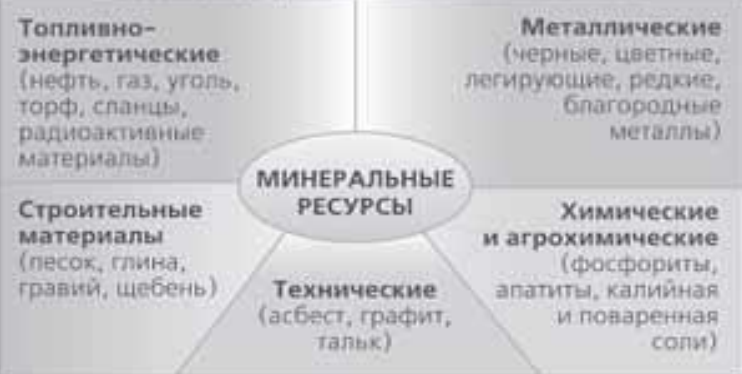 Топливно-
энергетические
(нефть, газ, уголь,
торф, сланцы,
радиоактивные
материалы)
Металлические
(черные, цветные,
легирующие, редкие,
благородные
металлы)
МИНЕРАЛЬНЫЕ
РЕСУРСЫ
Строительные
материалы
(песок, глина,
гравий, щебень)
Технические
(асбест, графит,
тальк)
Химические
и агрохимические
(фосфориты,
апатиты, калийная
и поваренная
соли)